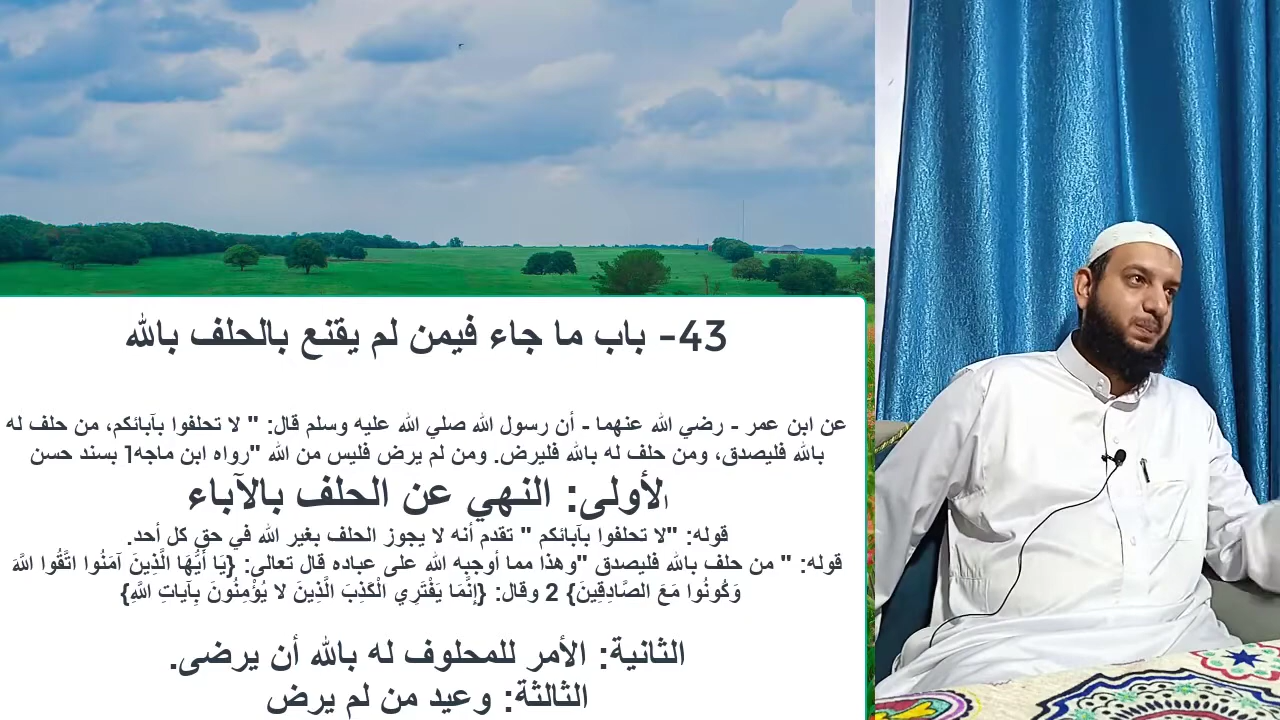 43- باب ما جاء فيمن لم يقنع بالحلف بالله
عن ابن عمر - رضي الله عنهما - أن رسول الله صلي الله عليه وسلم قال: " لا تحلفوا بآبائكم، من حلف له
بالله فليصدق، ومن حلف له بالله فليرض. ومن لم يرض فليس من الله "رواه ابن ماجه1 بسند حسن
الأولى: النهي عن الحلف بالآباء
قوله: "لا تحلفوا بآبائكم " تقدم أنه لا يجوز الحلف بغير الله في حق كل أحد.
قوله: " من حلف بالله فليصدق "وهذا مما أوجبه الله على عباده قال تعالى: {يَا أَيُّهَا الَّذِينَ آمَنُوا اتَّقُوا اللَّهَ
وَكُونُوا مَعَ الصَّادِقِينَ} 2 وقال: {إِنَّمَا يَفْتَرِي الْكَذِبَ الَّذِينَ لا يُؤْمِنُونَ بِآياتِ اللَّهِ}
الثانية: الأمر للمحلوف له بالله أن يرضى.
الثالثة: وعيد من لم يرض